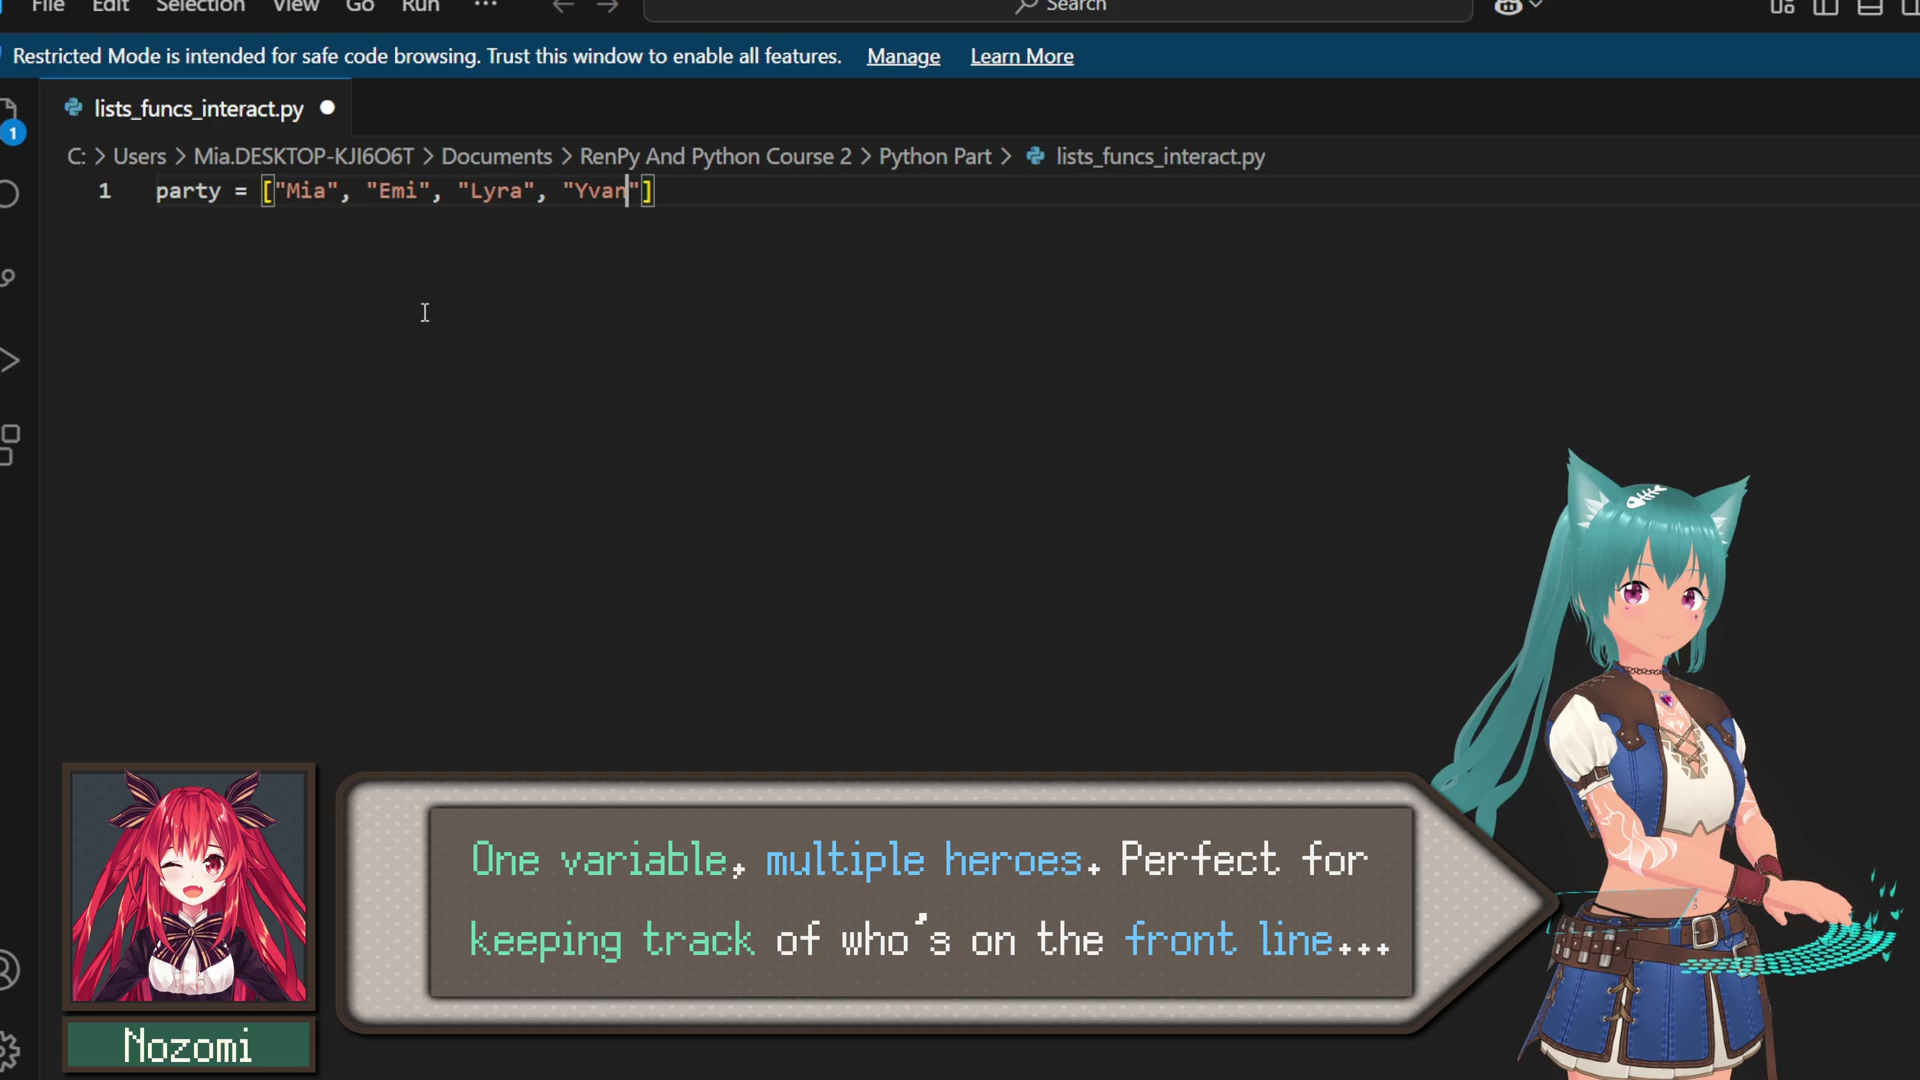 File Edit Selection View Go Run ... Search
Restricted Mode is intended for safe code browsing. Trust this window to enable all features. Manage Learn More
lists_funcs_interact.py
1
C: > Users > Mia.DESKTOP-KJI6O6T > Documents > RenPy And Python Course 2 > Python Part > lists_funcs_interact.py
1 party = ["Mia", "Emi", "Lyra", "Yvan"]
One variable, multiple heroes. Perfect for
keeping track of who's on the front line...
Nozomi